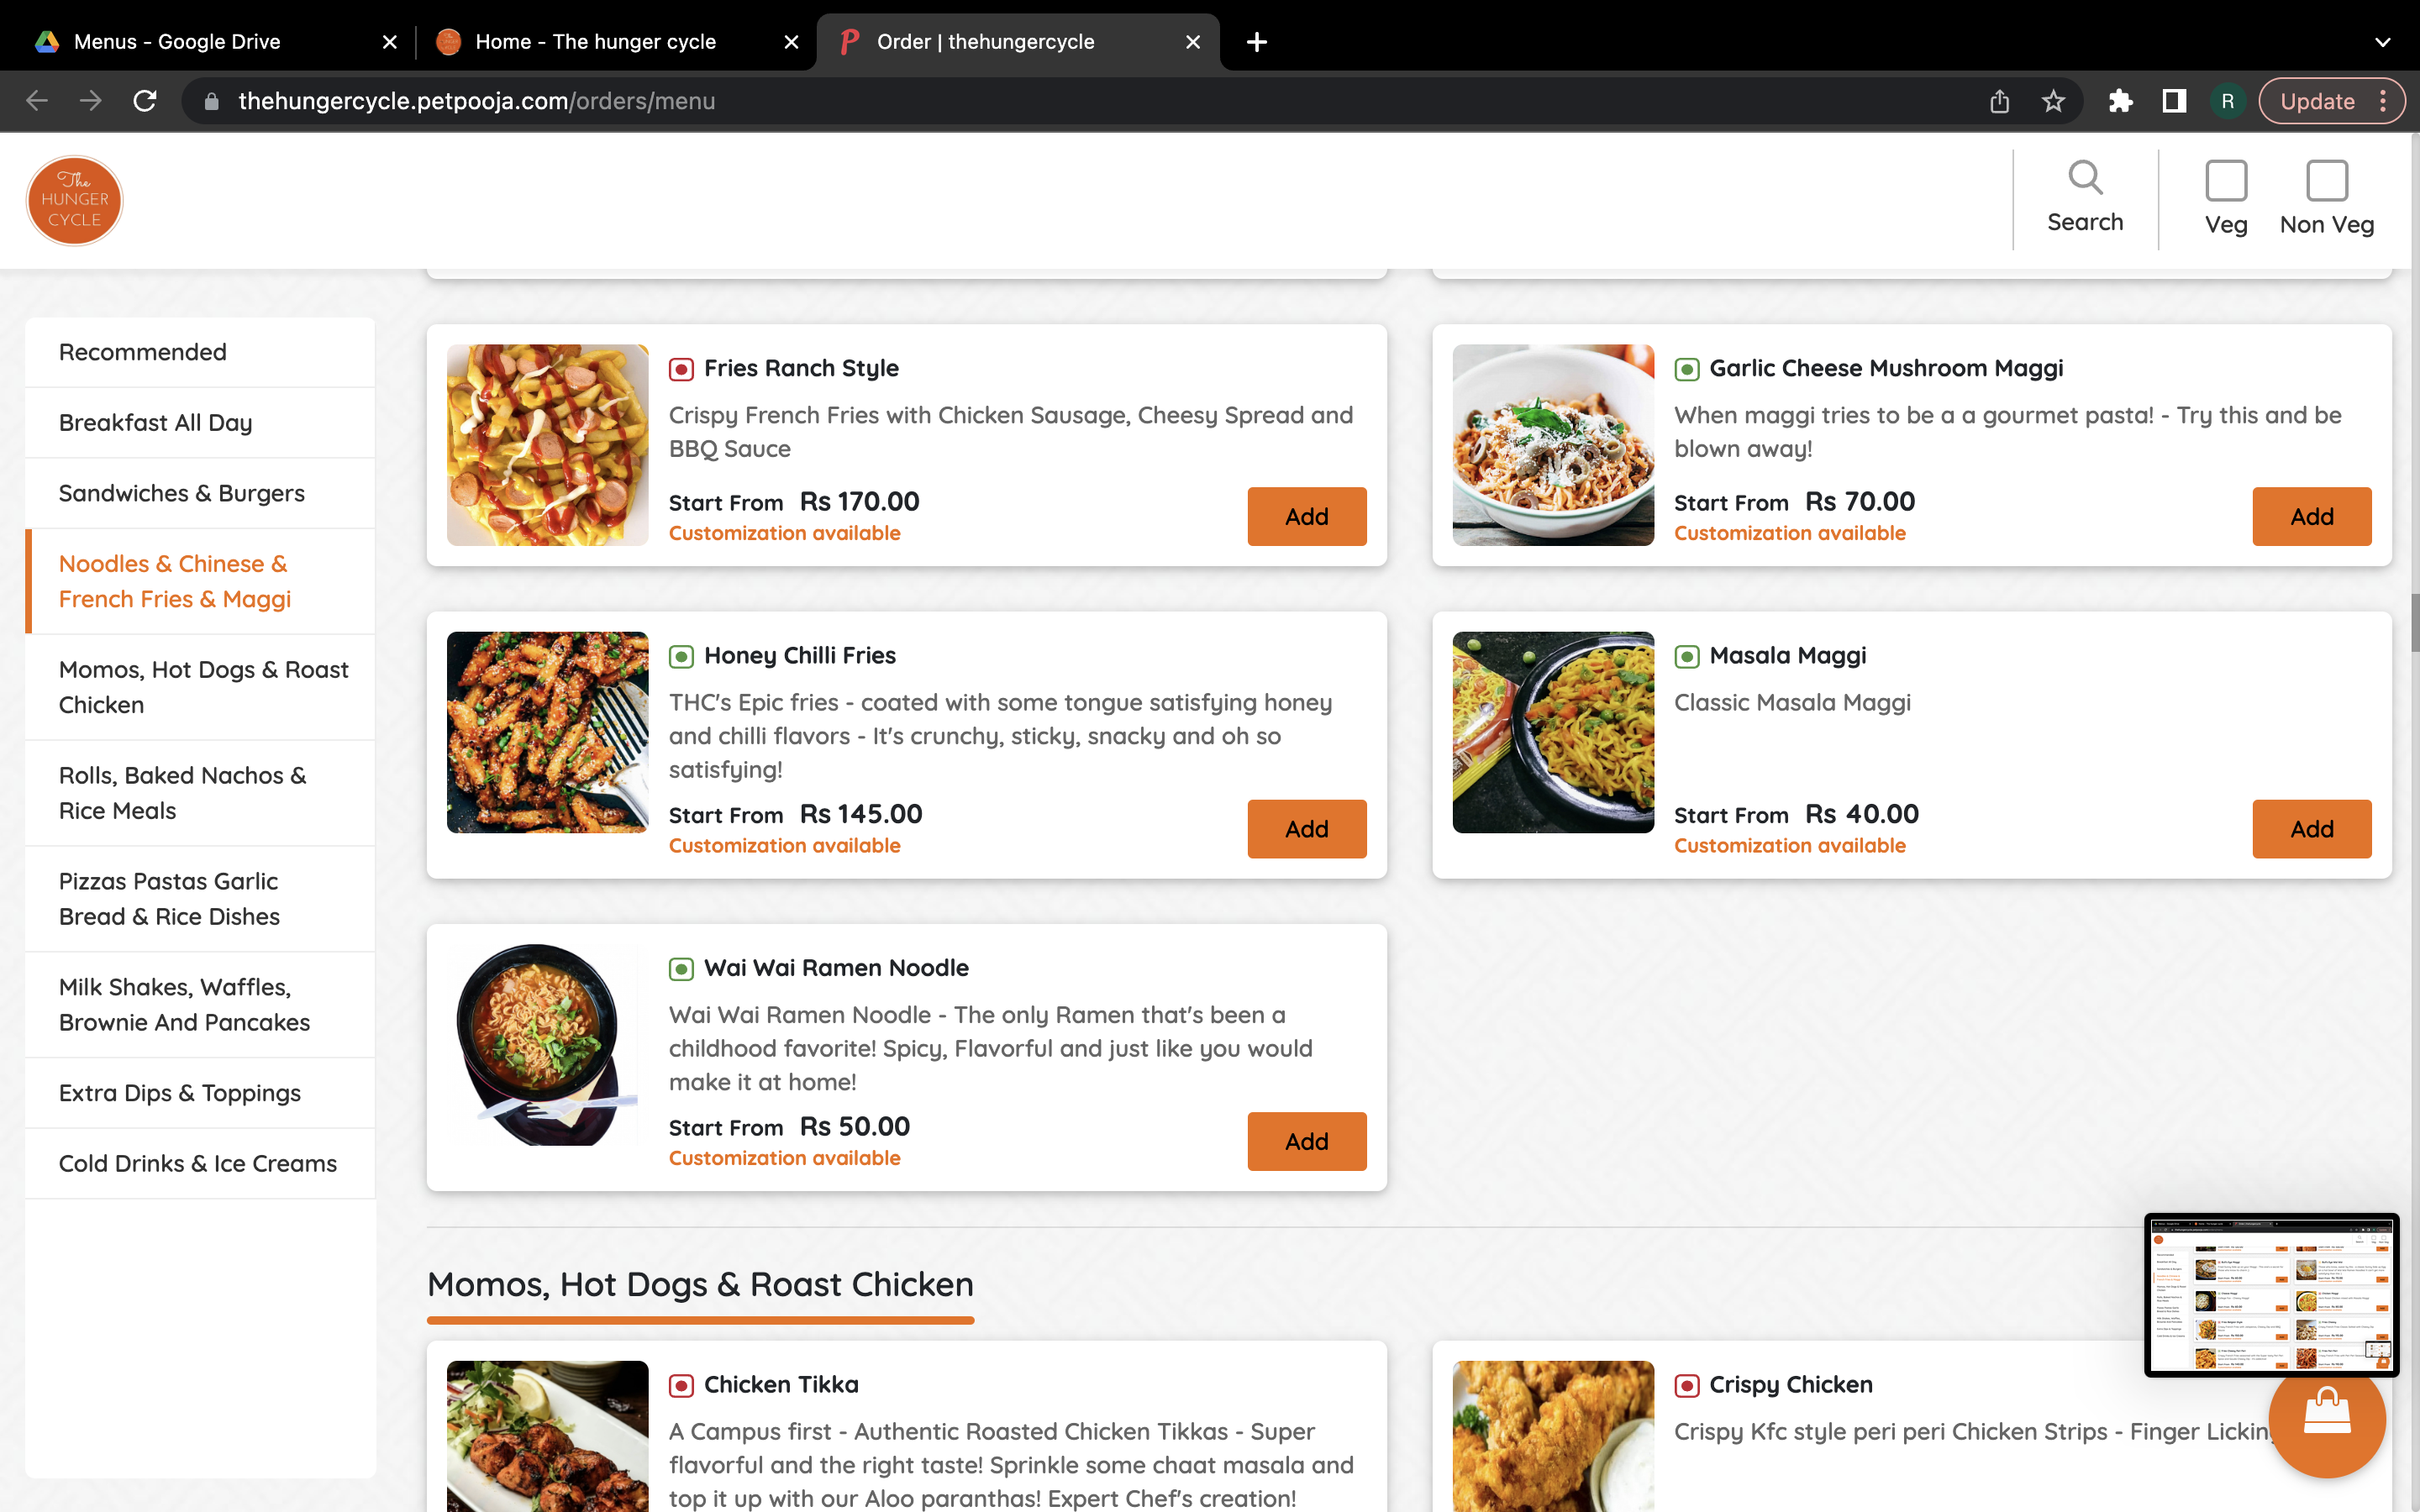 Menus - Google Drive
Home - The hunger cycle
Order | thehungercycle
thehungercycle.petpooja.com/orders/menu
R
Update
The
HUNGER
CYCLE
Search
Veg
Non Veg
Recommended
Breakfast All Day
Sandwiches & Burgers
Noodles & Chinese &
French Fries & Maggi
Momos, Hot Dogs & Roast
Chicken
Rolls, Baked Nachos &
Rice Meals
Pizzas Pastas Garlic
Bread & Rice Dishes
Milk Shakes, Waffles,
Brownie And Pancakes
Extra Dips & Toppings
Cold Drinks & Ice Creams
Fries Ranch Style
Crispy French Fries with Chicken Sausage, Cheesy Spread and
BBQ Sauce
Start From Rs 170.00
Customization available
Add
Garlic Cheese Mushroom Maggi
When maggi tries to be a a gourmet pasta! - Try this and be
blown away!
Start From Rs 70.00
Customization available
Add
Honey Chilli Fries
THC's Epic fries - coated with some tongue satisfying honey
and chilli flavors - It's crunchy, sticky, snacky and oh so
satisfying!
Start From Rs 145.00
Customization available
Add
Masala Maggi
Classic Masala Maggi
Start From Rs 40.00
Customization available
Add
Wai Wai Ramen Noodle
Wai Wai Ramen Noodle - The only Ramen that's been a
childhood favorite! Spicy, Flavorful and just like you would
make it at home!
Start From Rs 50.00
Customization available
Add
Momos, Hot Dogs & Roast Chicken
Chicken Tikka
A Campus first - Authentic Roasted Chicken Tikkas - Super
flavorful and the right taste! Sprinkle some chaat masala and
top it up with our Aloo paranthas! Expert Chef's creation!
Crispy Chicken
Crispy Kfc style peri peri Chicken Strips - Finger Licking